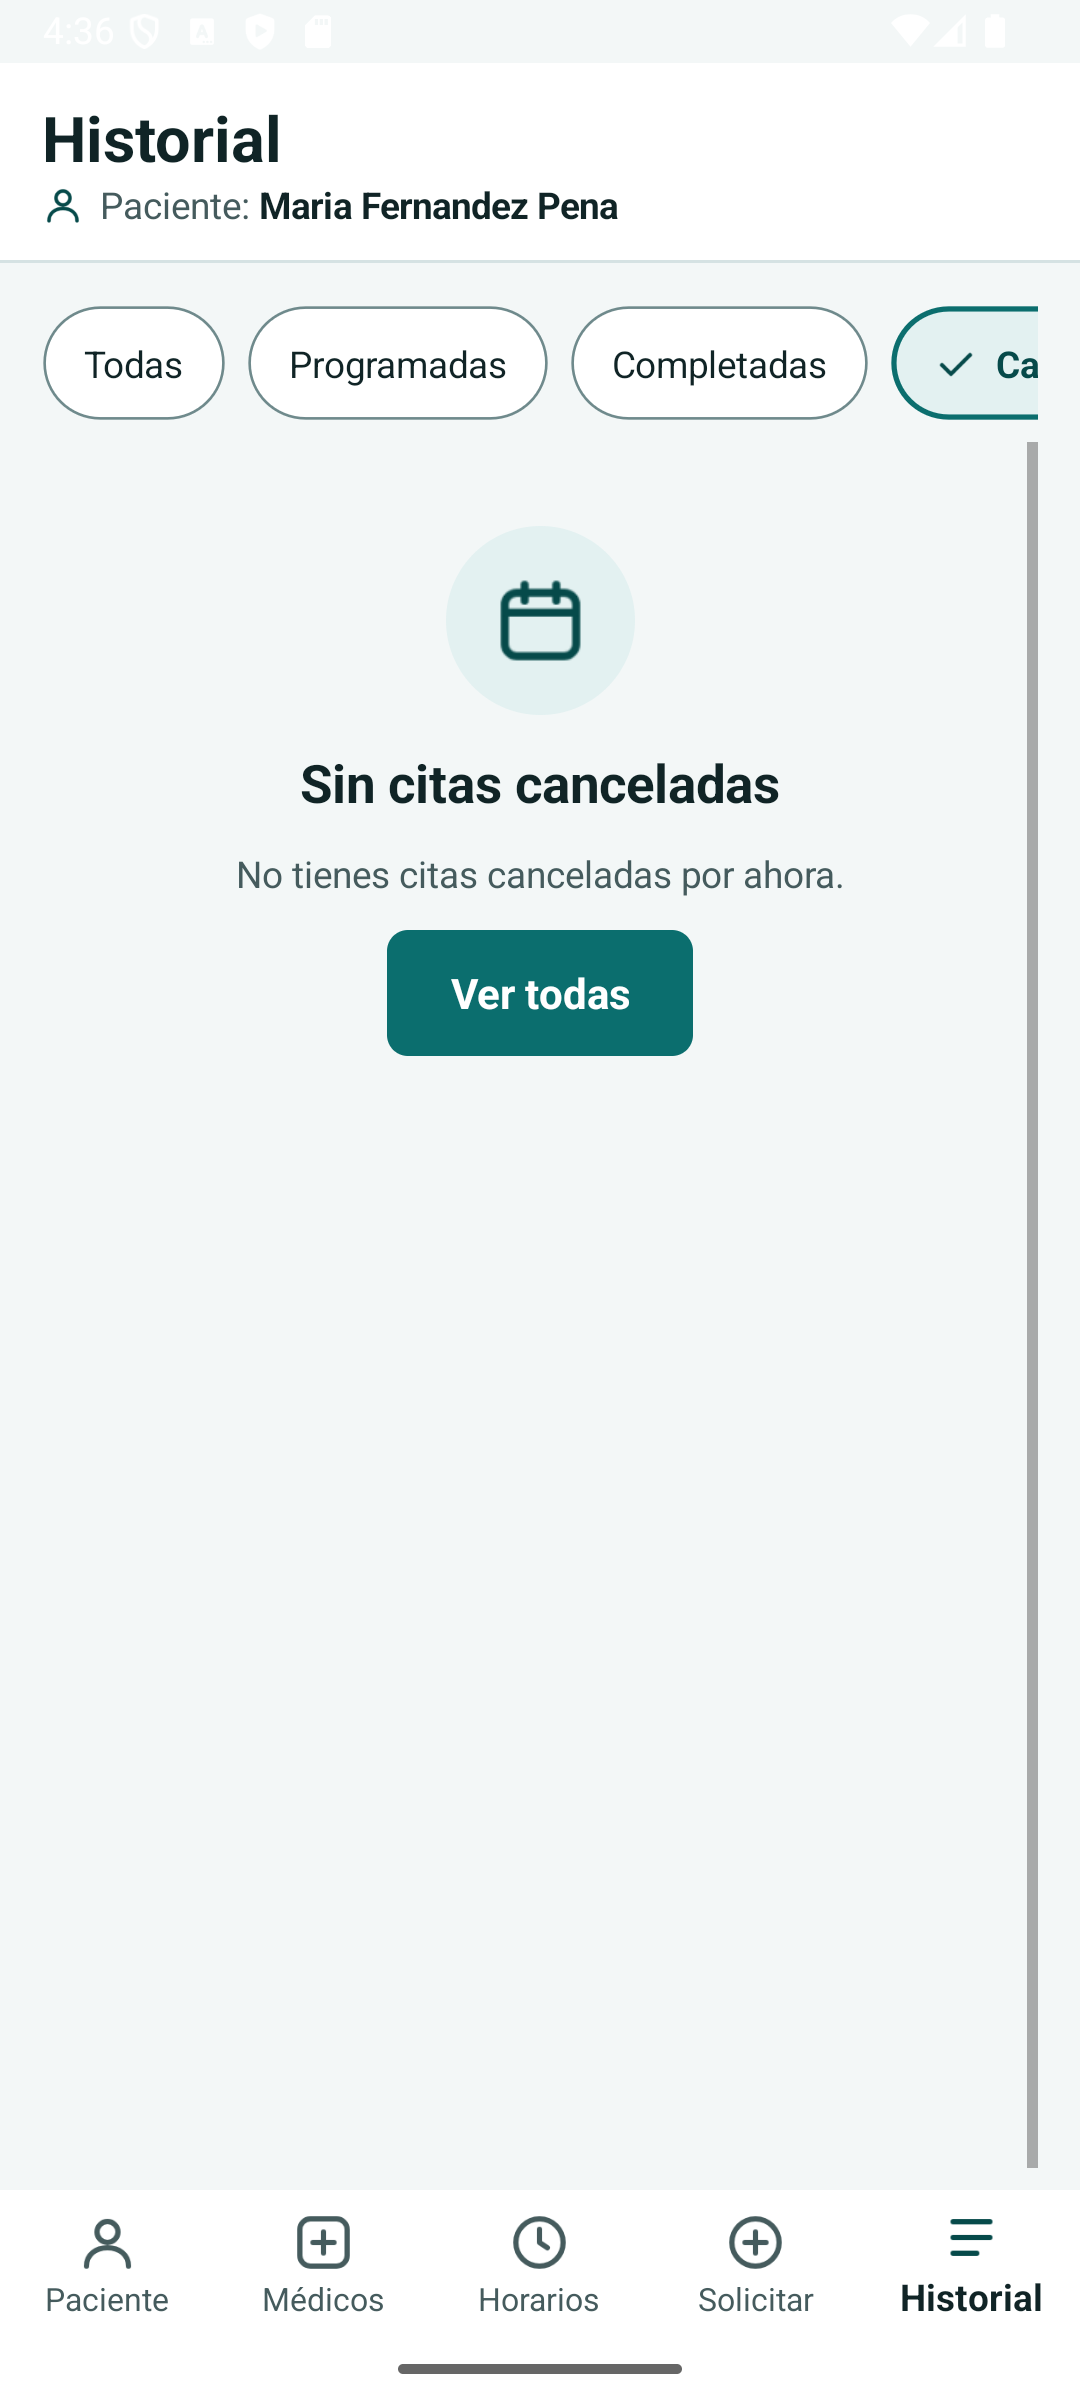 4:36
Historial
Paciente: Maria Fernandez Pena
Todas
Programadas
Completadas
Ca
Sin citas canceladas
No tienes citas canceladas por ahora.
Ver todas
Paciente
Médicos
Horarios
Solicitar
Historial